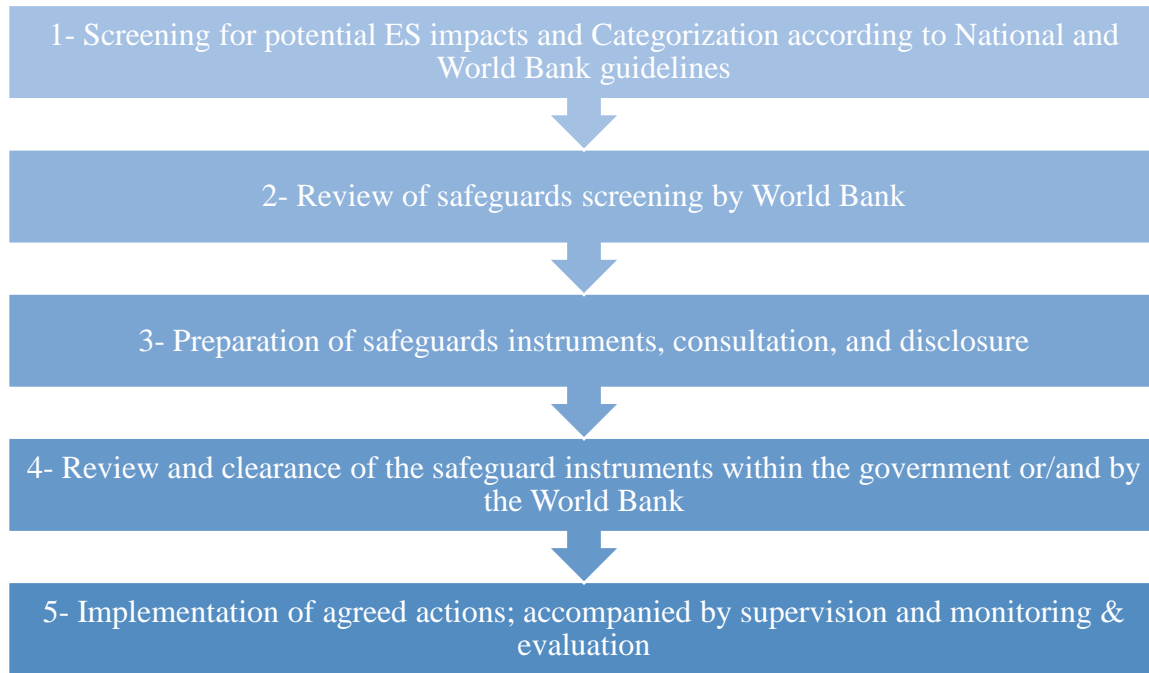 1- Screening for potential ES impacts and Categorization according to National and
World Bank guidelines
2- Review of safeguards screening by World Bank
3- Preparation of safeguards instruments, consultation, and disclosure
4- Review and clearance of the safeguard instruments within the government or/and by
the World Bank
5- Implementation of agreed actions; accompanied by supervision and monitoring &
evaluation